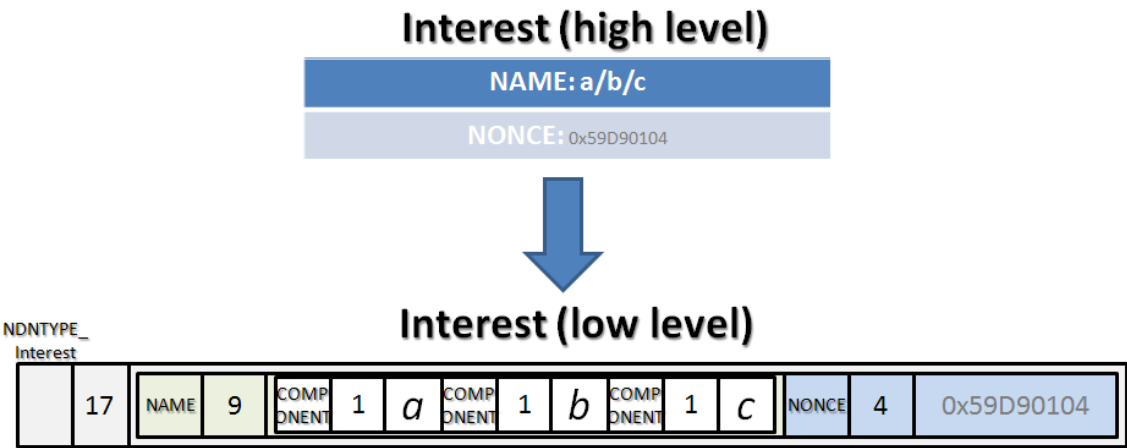 Interest (high level)
NAME: a/b/c
NONCE: 0x59D90104
Interest (low level)
NDNTYPE_
Interest
17 NAME 9 COMP
ONENT 1 a COMP
ONENT 1 b COMP
ONENT 1 c NONCE 4 0x59D90104